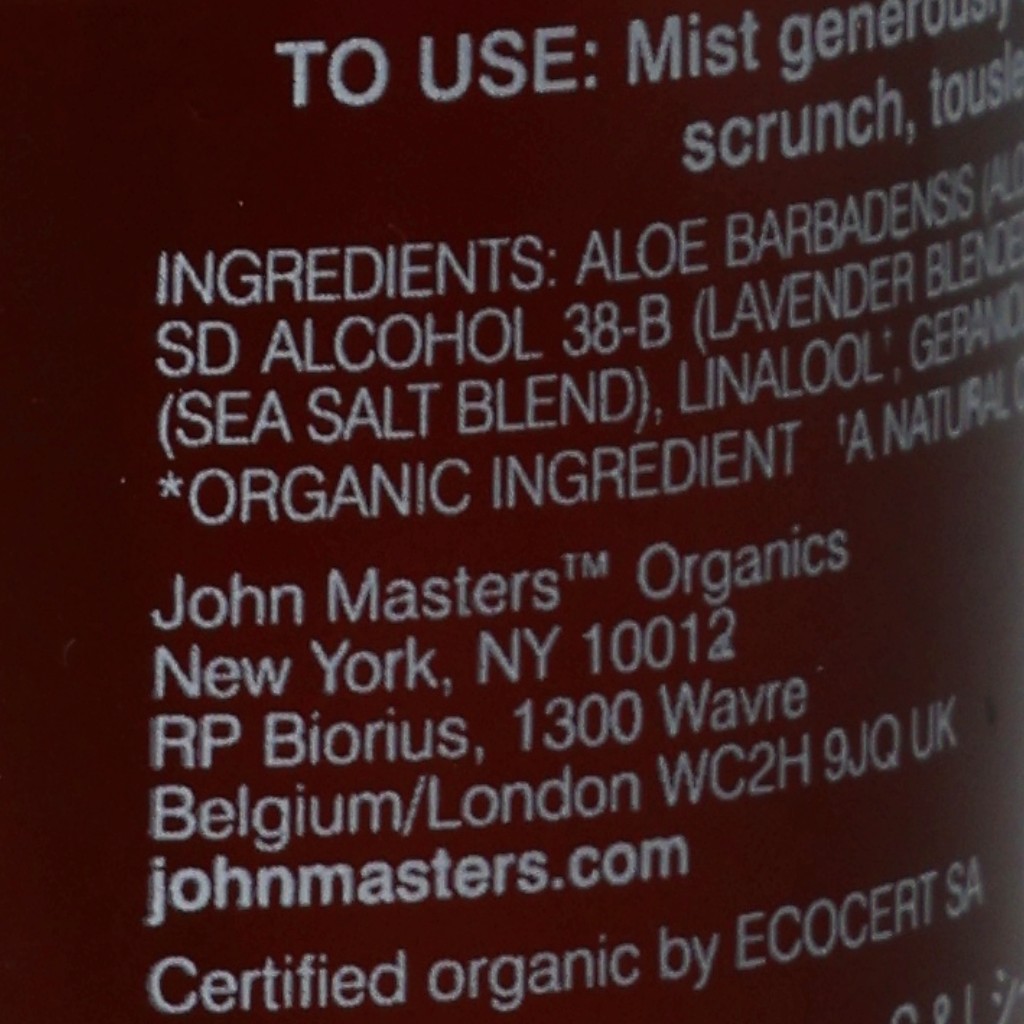 TO USE: Mist generously
scrunch,
INGREDIENTS: ALOE BARBADENSIS
SD ALCOHOL 38-B (LAVENDER
(SEA SALT BLEND), LINALOOL†,
*ORGANIC INGREDIENT †A NATURAL
John Masters™ Organics
New York, NY 10012
RP Biorius, 1300 Wavre
Belgium/London WC2H 9JQ UK
johnmasters.com
Certified organic by ECOCERT SA